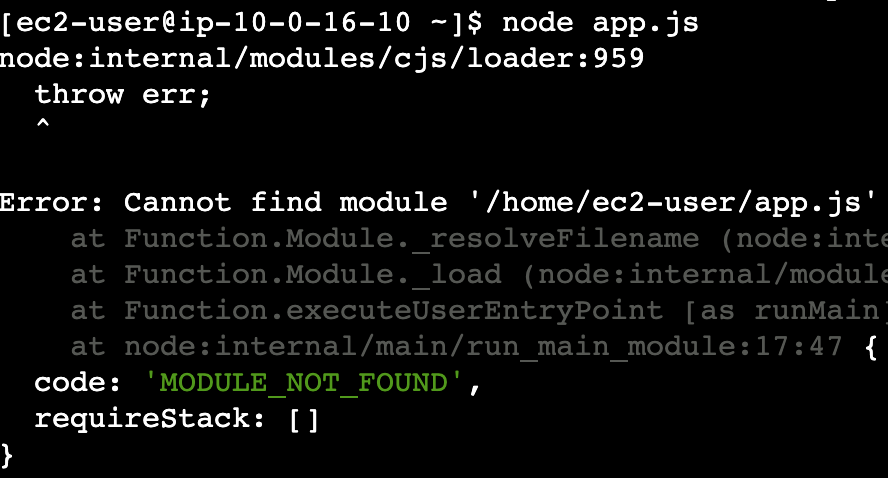 [ec2-user@ip-10-0-16-10 ~]$ node app.js
node:internal/modules/cjs/loader:959
  throw err;
  ^

Error: Cannot find module '/home/ec2-user/app.js'
    at Function.Module._resolveFilename (node:inte
    at Function.Module._load (node:internal/module
    at Function.executeUserEntryPoint [as runMain]
    at node:internal/main/run_main_module:17:47 {
  code: 'MODULE_NOT_FOUND',
  requireStack: []
}